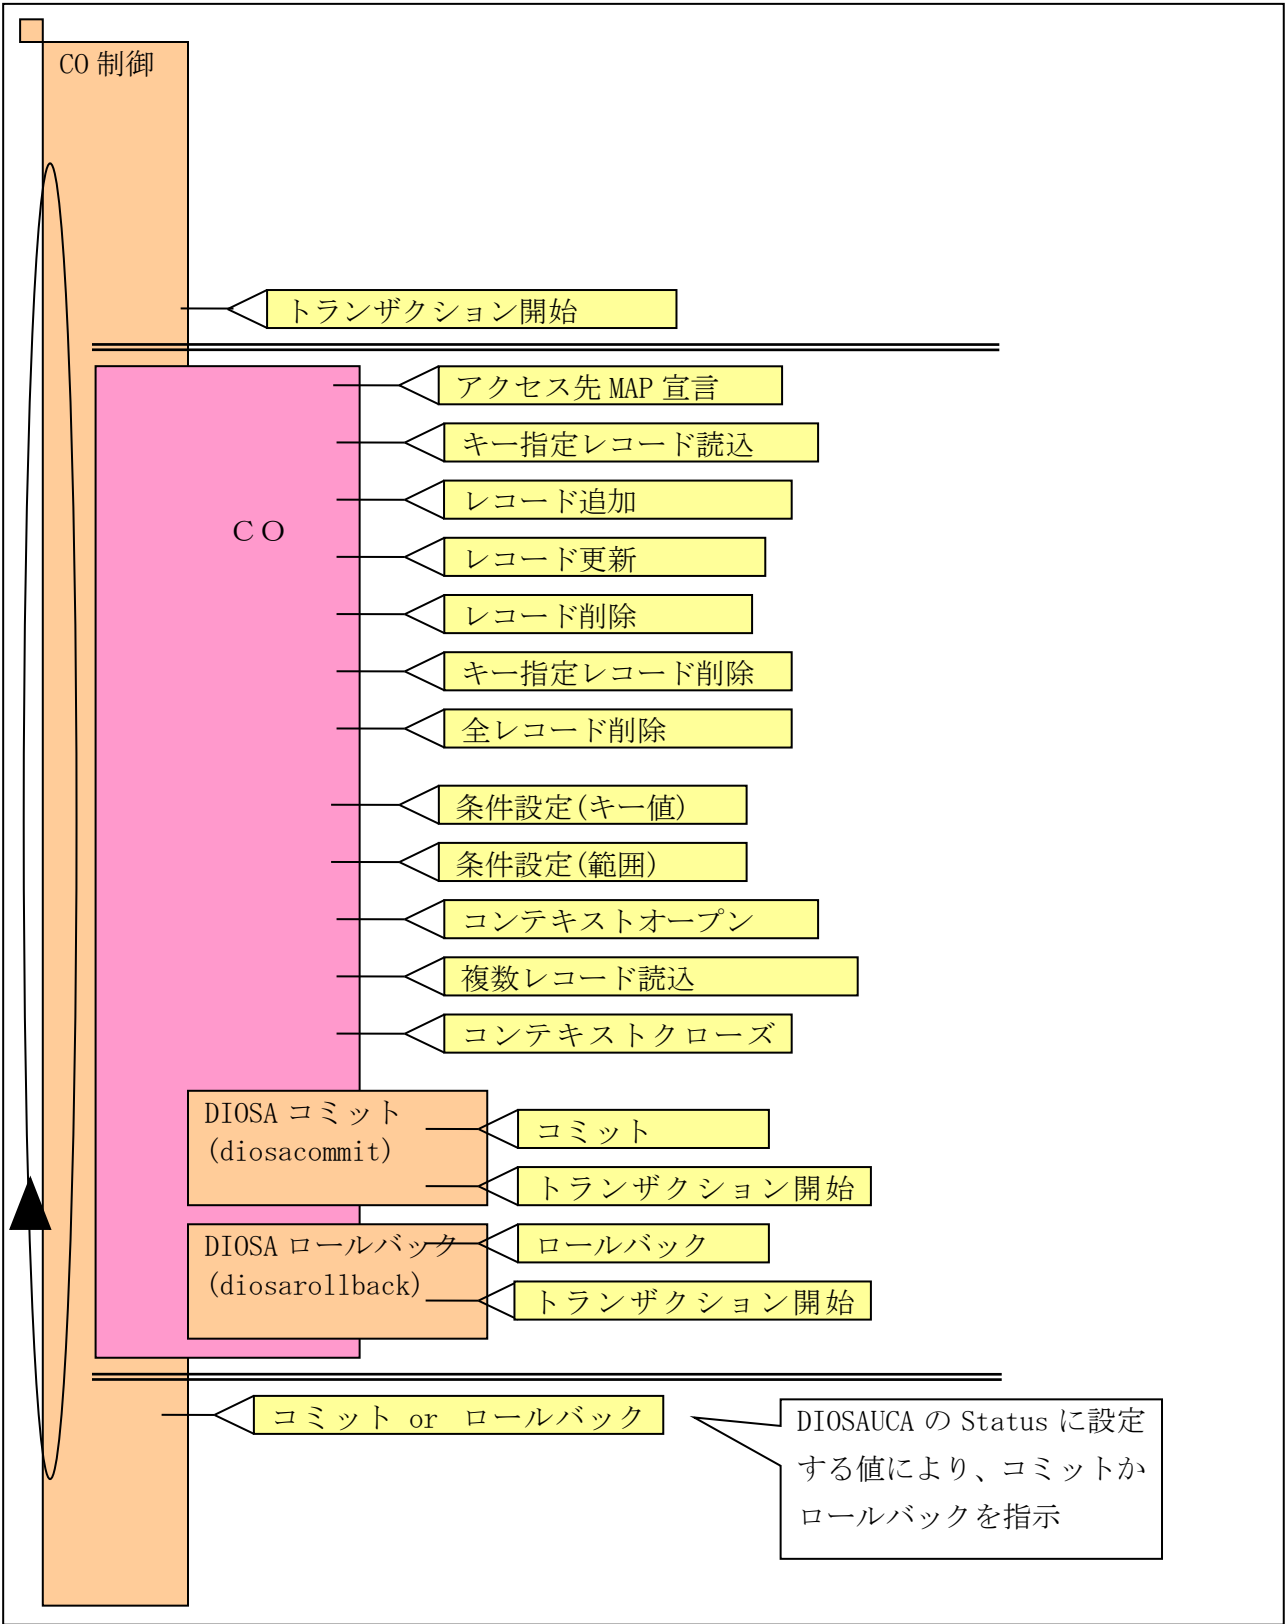 CO 制御
トランザクション開始
アクセス先 MAP 宣言
キー指定レコード読込
レコード追加
ＣＯ
レコード更新
レコード削除
キー指定レコード削除
全レコード削除
条件設定(キー値)
条件設定(範囲)
コンテキストオープン
複数レコード読込
コンテキストクローズ
DIOSA コミット
(diosacommit)
コミット
トランザクション開始
DIOSA ロールバック
(diosarollback)
ロールバック
トランザクション開始
コミット or ロールバック
DIOSAUCA の Status に設定
する値により、コミットか
ロールバックを指示